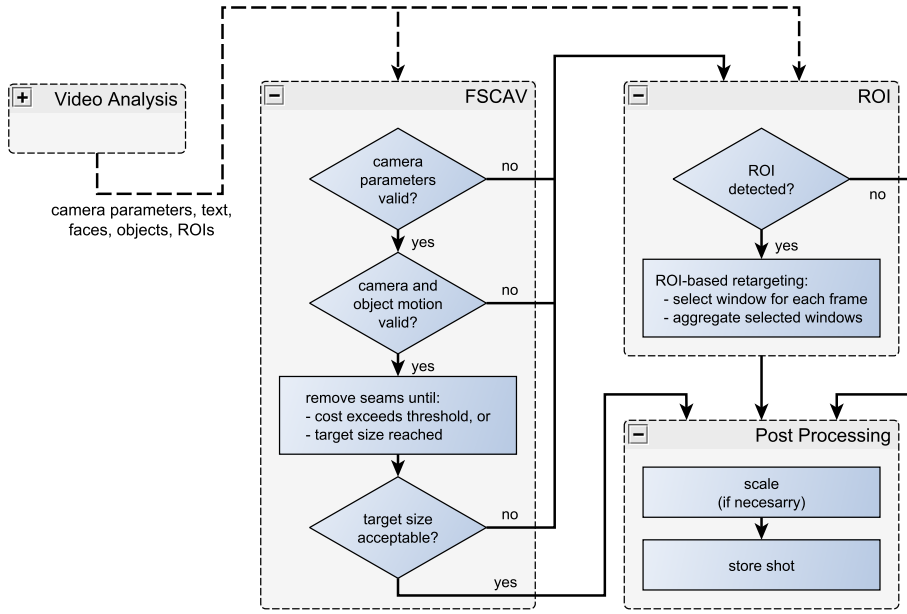 Video Analysis
camera parameters, text,
faces, objects, ROIs
FSCAV
camera
parameters
valid?
no
yes
camera and
object motion
valid?
no
yes
remove seams until:
- cost exceeds threshold, or
- target size reached
target size
acceptable?
no
yes
ROI
ROI
detected?
no
yes
ROI-based retargeting:
- select window for each frame
- aggregate selected windows
Post Processing
scale
(if necesarry)
store shot